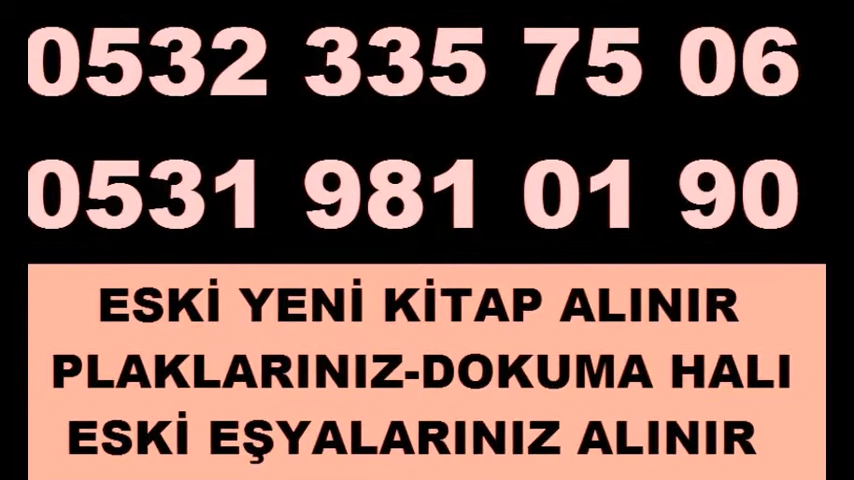 0532 335 75 06
0531 981 01 90
ESKİ YENİ KİTAP ALINIR
PLAKLARINIZ-DOKUMA HALI
ESKİ EŞYALARINIZ ALINIR